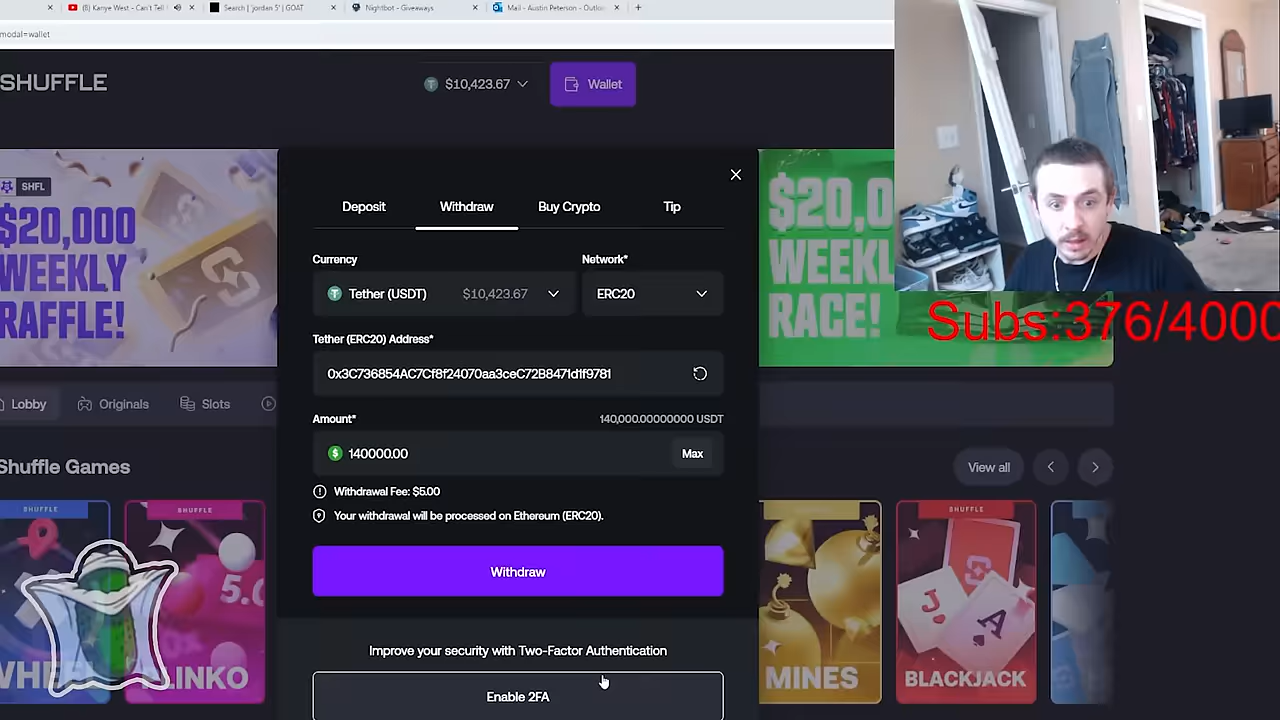 (6) Kanye West - Can't Tell
Search | 'jordan 5' | GOAT
Nightbot - Giveaways
Mail - Austin Peterson - Outlo
modal=wallet
SHUFFLE
$10,423.67
Wallet
SHFL
$20,000
WEEKLY
RAFFLE!
Deposit
Withdraw
Buy Crypto
Tip
Currency
Network*
Tether (USDT)
$10,423.67
ERC20
Tether (ERC20) Address*
0x3C736854AC7Cf8f24070aa3ceC72B8471d1f9781
Amount*
140,000.00000000 USDT
140000.00
Max
Withdrawal Fee: $5.00
Your withdrawal will be processed on Ethereum (ERC20).
Withdraw
Improve your security with Two-Factor Authentication
Enable 2FA
$20,0
WEEKL
RACE!
Subs:376/4000
Lobby
Originals
Slots
Shuffle Games
View all
SHUFFLE
WHE
SHUFFLE
5.0
PLINKO
MINES
SHUFFLE
J
A
BLACKJACK